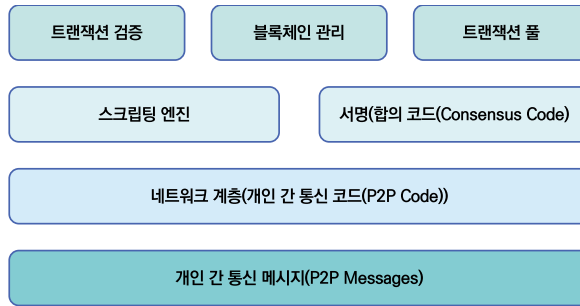 트랜잭션 검증
블록체인 관리
트랜잭션 풀
스크립팅 엔진
서명(합의 코드(Consensus Code)
네트워크 계층(개인 간 통신 코드(P2P Code))
개인 간 통신 메시지(P2P Messages)